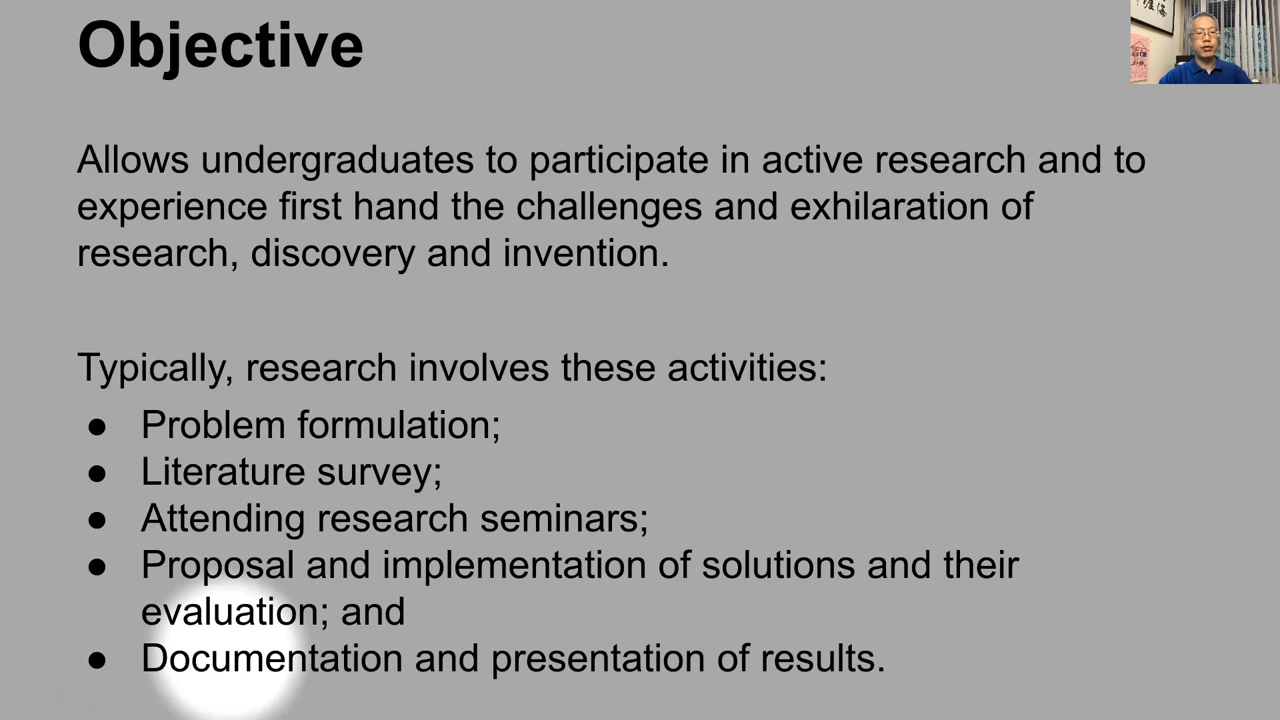 Objective
Allows undergraduates to participate in active research and to
experience first hand the challenges and exhilaration of
research, discovery and invention.
Typically, research involves these activities:
● Problem formulation;
● Literature survey;
● Attending research seminars;
● Proposal and implementation of solutions and their
evaluation; and
● Documentation and presentation of results.